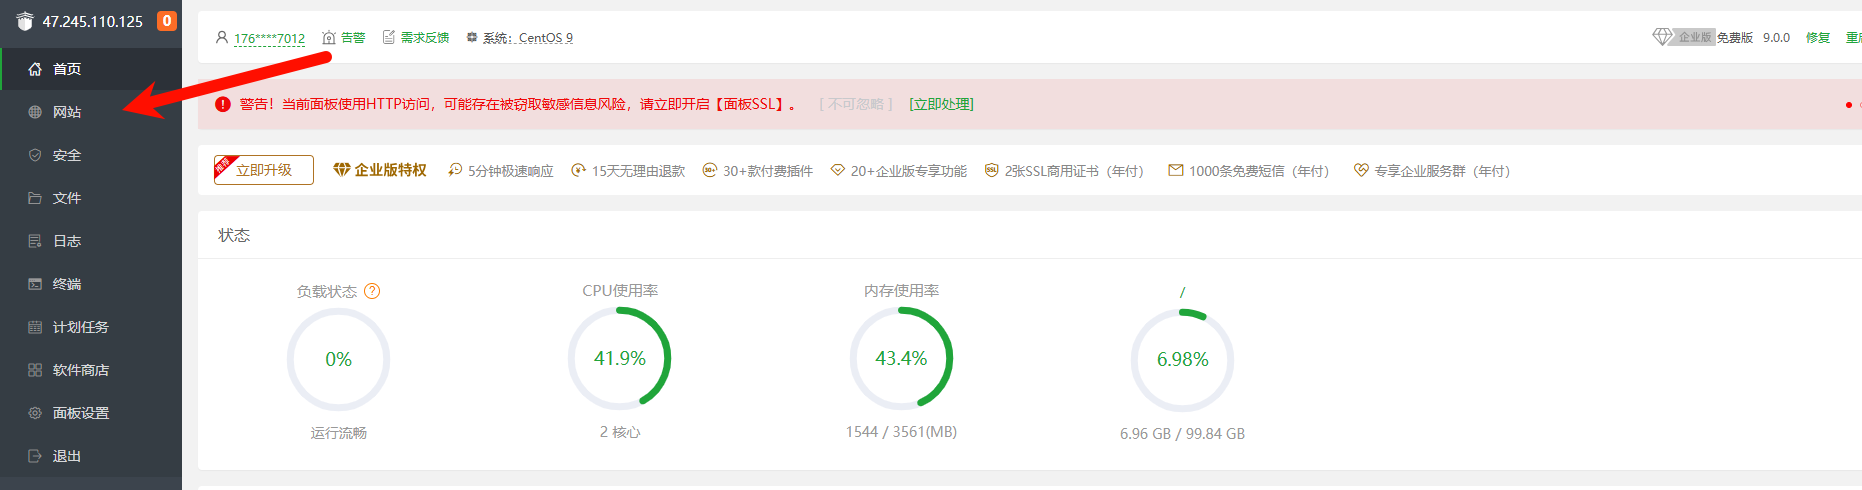 47.245.110.125 0
首页
网站
安全
文件
日志
终端
计划任务
软件商店
面板设置
退出
176****7012 告警 需求反馈 系统: CentOS 9
企业版 免费版 9.0.0 修复
! 警告！当前面板使用HTTP访问，可能存在被窃取敏感信息风险，请立即开启【面板SSL】。 [ 不可忽略 ] [立即处理]
推荐 立即升级 企业版特权 5分钟极速响应 15天无理由退款 30+款付费插件 20+企业版专享功能 2张SSL商用证书（年付） 1000条免费短信（年付） 专享企业服务群（年付）
状态
负载状态 ? CPU使用率 内存使用率 /
0% 41.9% 43.4% 6.98%
运行流畅 2 核心 1544 / 3561(MB) 6.96 GB / 99.84 GB